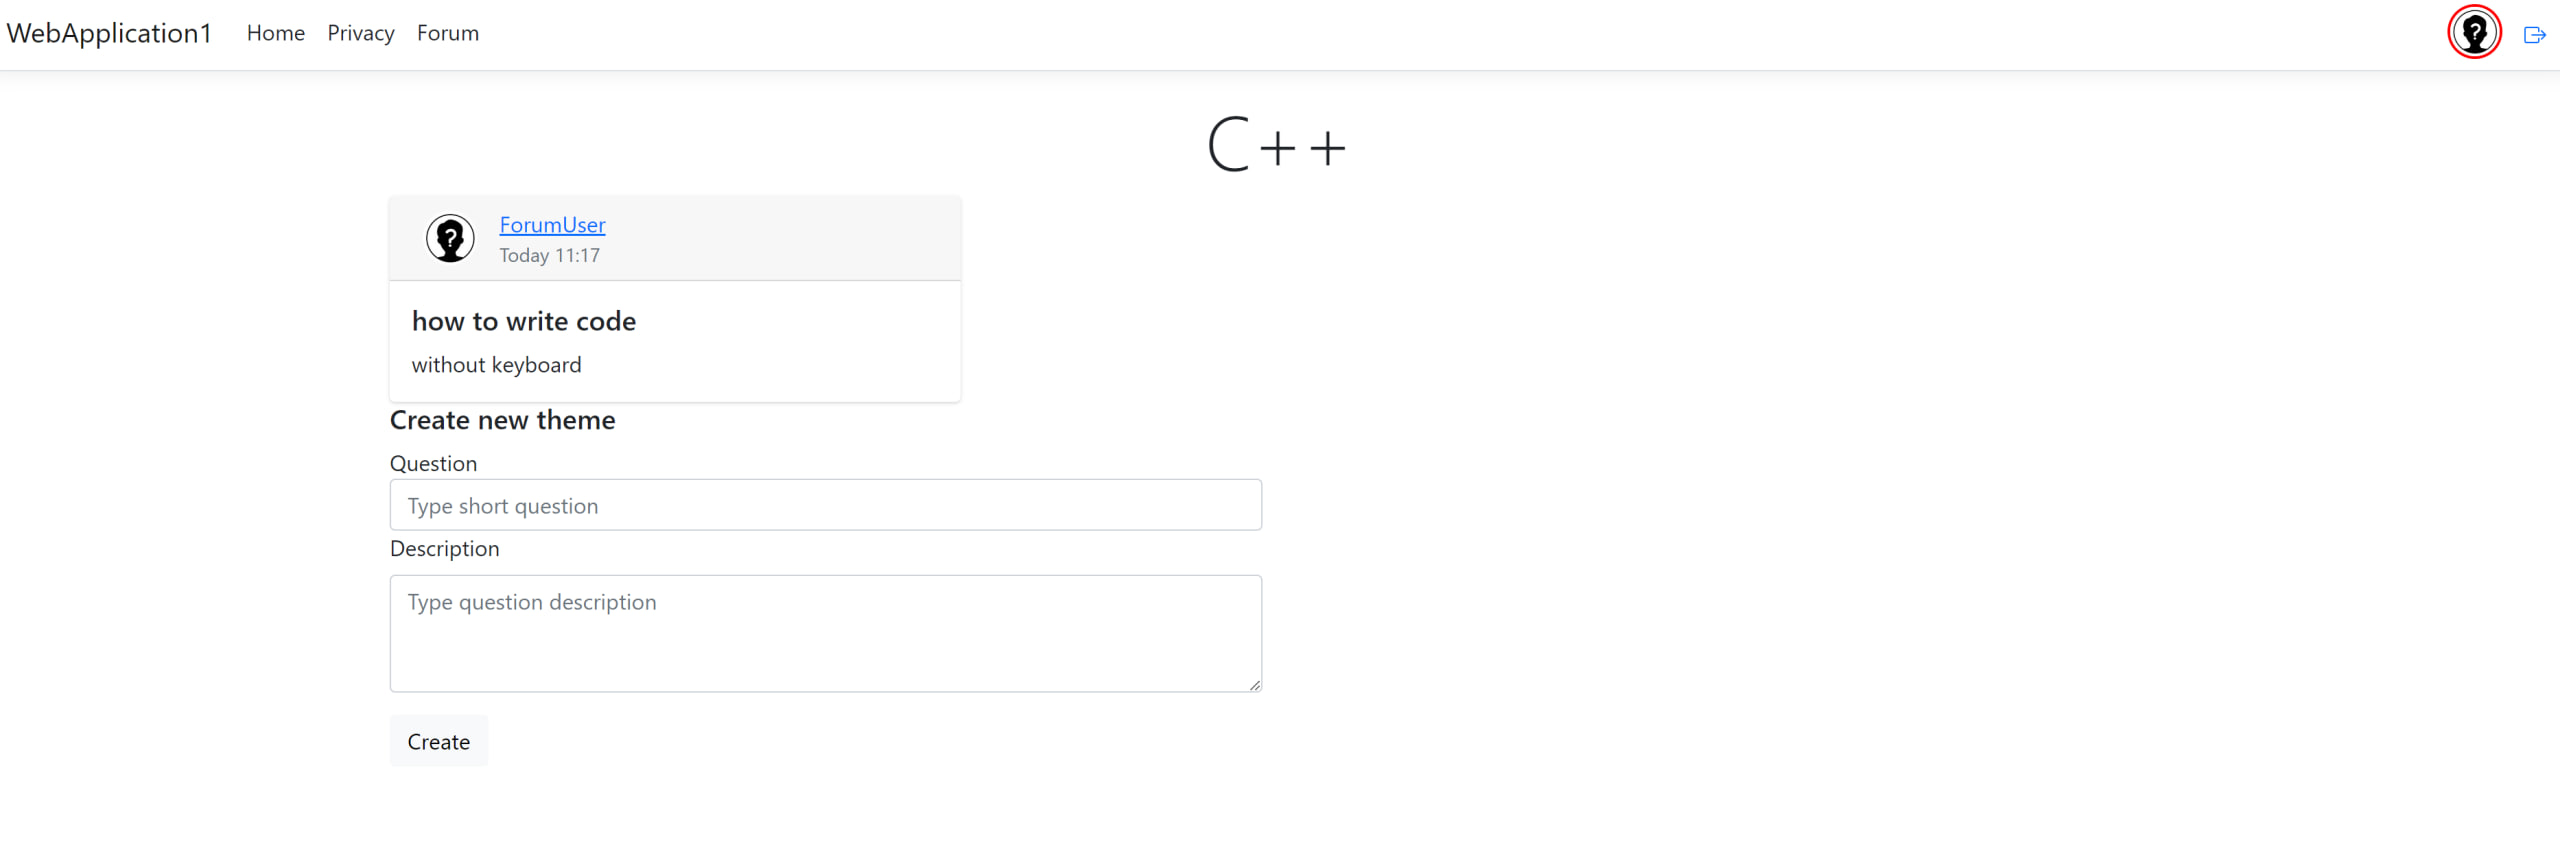 WebApplication1 Home Privacy Forum
C++
ForumUser
Today 11:17
how to write code
without keyboard
Create new theme
Question
Type short question
Description
Type question description
Create